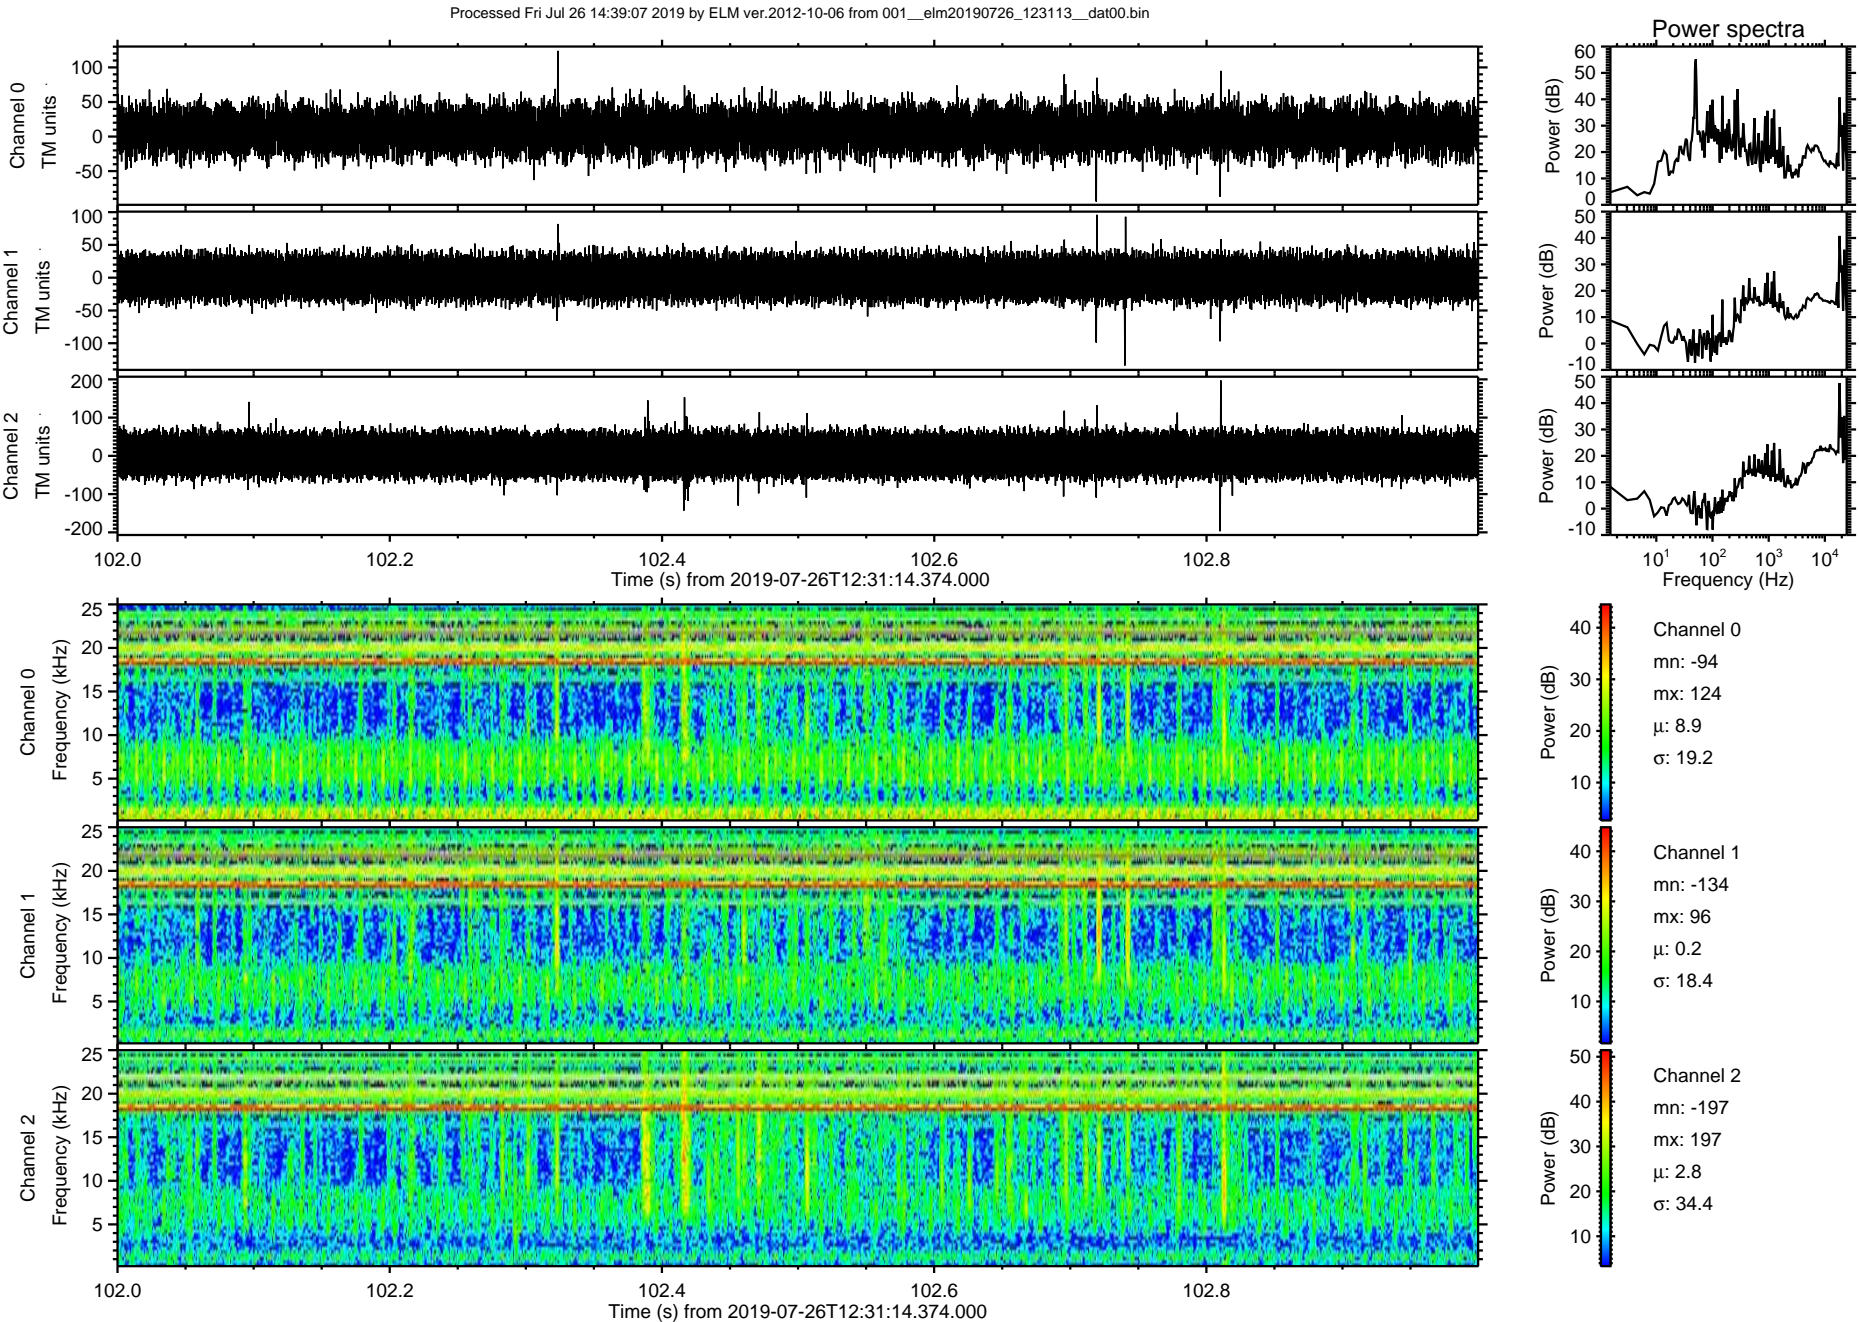 Processed Fri Jul 26 14:39:07 2019 by ELM ver.2012-10-06 from 001__elm20190726_123113__dat00.bin
Power spectra
Channel 0
TM units
100
50
0
-50
Power (dB)
60
50
40
30
20
10
0
Channel 1
TM units
100
50
0
-50
-100
Power (dB)
50
40
30
20
10
0
-10
Channel 2
TM units
200
100
0
-100
-200
Power (dB)
50
40
30
20
10
0
-10
102.0 102.2 102.4 102.6 102.8
Time (s) from 2019-07-26T12:31:14.374.000
10¹ 10² 10³ 10⁴
Frequency (Hz)
Channel 0
Frequency (kHz)
25
20
15
10
5
Power (dB)
40
30
20
10
Channel 0
mn: -94
mx: 124
μ: 8.9
σ: 19.2
Channel 1
Frequency (kHz)
25
20
15
10
5
Power (dB)
40
30
20
10
Channel 1
mn: -134
mx: 96
μ: 0.2
σ: 18.4
Channel 2
Frequency (kHz)
25
20
15
10
5
Power (dB)
50
40
30
20
10
Channel 2
mn: -197
mx: 197
μ: 2.8
σ: 34.4
102.0 102.2 102.4 102.6 102.8
Time (s) from 2019-07-26T12:31:14.374.000